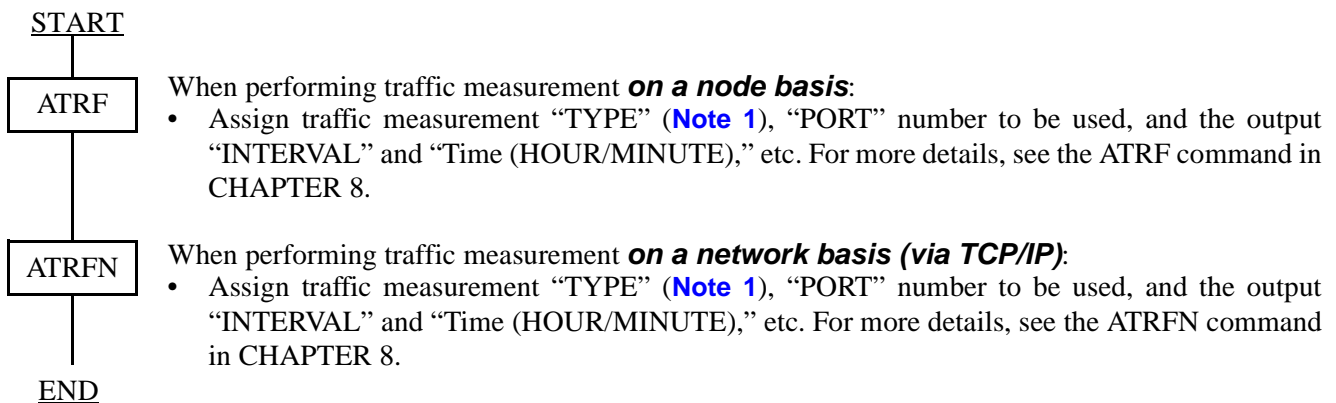 START
ATRF
When performing traffic measurement on a node basis:
• Assign traffic measurement “TYPE” (Note 1), “PORT” number to be used, and the output
“INTERVAL” and “Time (HOUR/MINUTE),” etc. For more details, see the ATRF command in
CHAPTER 8.
ATRFN
When performing traffic measurement on a network basis (via TCP/IP):
• Assign traffic measurement “TYPE” (Note 1), “PORT” number to be used, and the output
“INTERVAL” and “Time (HOUR/MINUTE),” etc. For more details, see the ATRFN command
in CHAPTER 8.
END